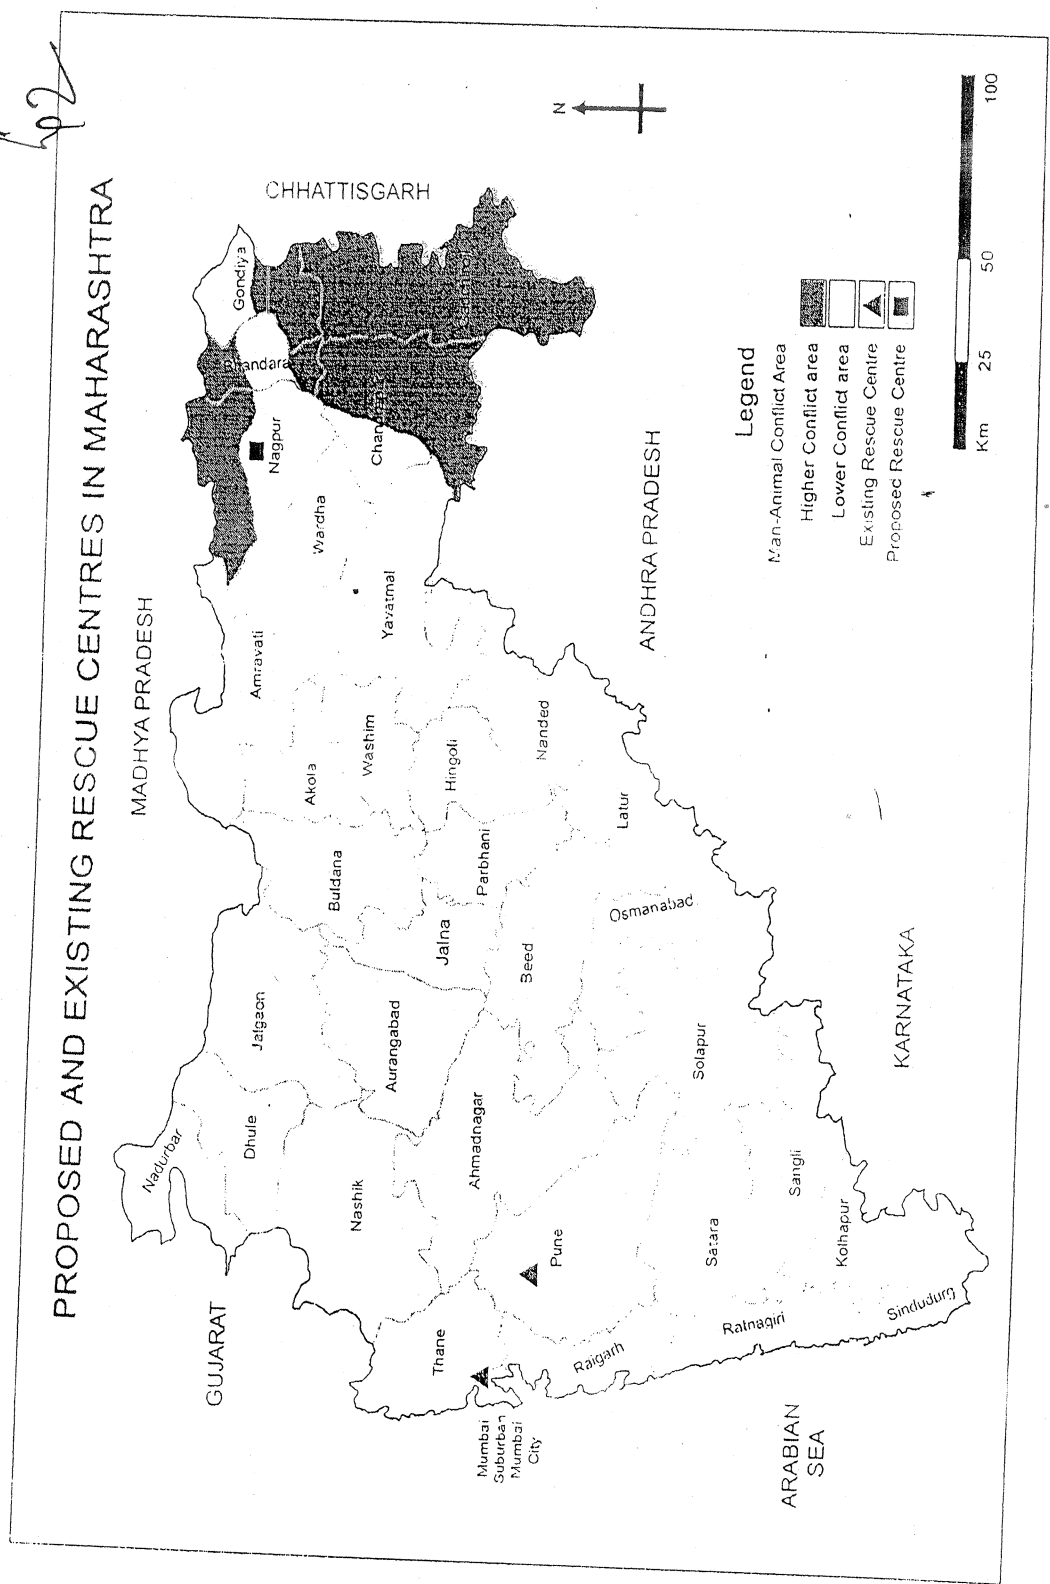 PROPOSED AND EXISTING RESCUE CENTRES IN MAHARASHTRA
MADHYA PRADESH
GUJARAT
CHHATTISGARH
Nadurbar
Dhule
Jalgaon
Buldana
Akola
Amravati
Nagpur
Bhandara
Gondiya
Nashik
Aurangabad
Jalna
Washim
Wardha
Yavatmal
Thane
Ahmadnagar
Beed
Parbhani
Hingoli
Nanded
Mumbai
Suburban
Mumbai
City
Pune
Raigarh
Osmanabad
Latur
Satara
Solapur
Ratnagiri
Sangli
Kolhapur
Sindudurg
ANDHRA PRADESH
KARNATAKA
ARABIAN
SEA
N
Legend
Man-Animal Conflict Area
Higher Conflict area
Lower Conflict area
Existing Rescue Centre
Proposed Rescue Centre
Km 25 50 100